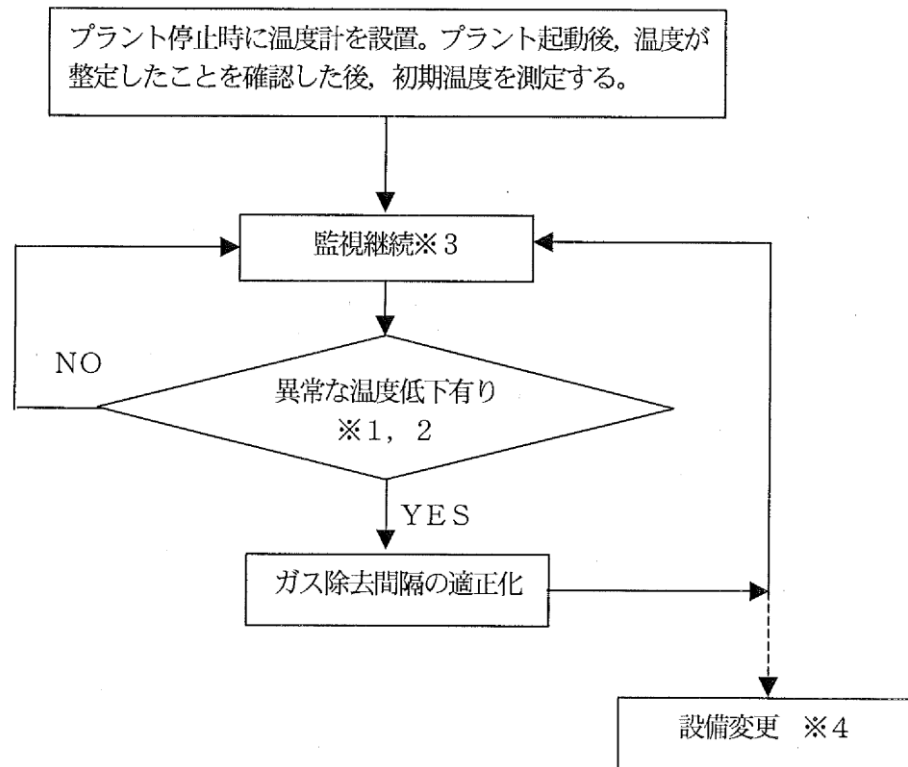 プラント停止時に温度計を設置。プラント起動後，温度が
整定したことを確認した後，初期温度を測定する。
監視継続※３
ＮＯ
異常な温度低下有り
※１，２
ＹＥＳ
ガス除去間隔の適正化
設備変更　※４